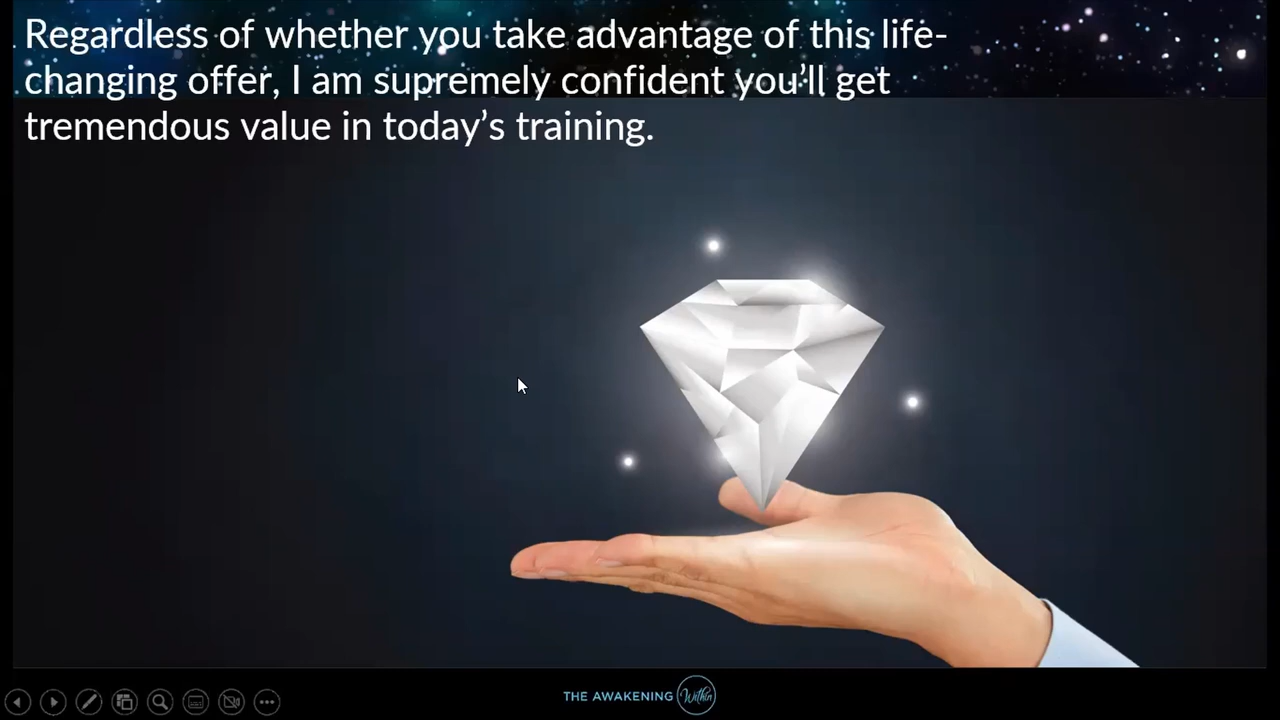 Regardless of whether you take advantage of this life-
changing offer, I am supremely confident you’ll get
tremendous value in today’s training.
THE AWAKENING Within